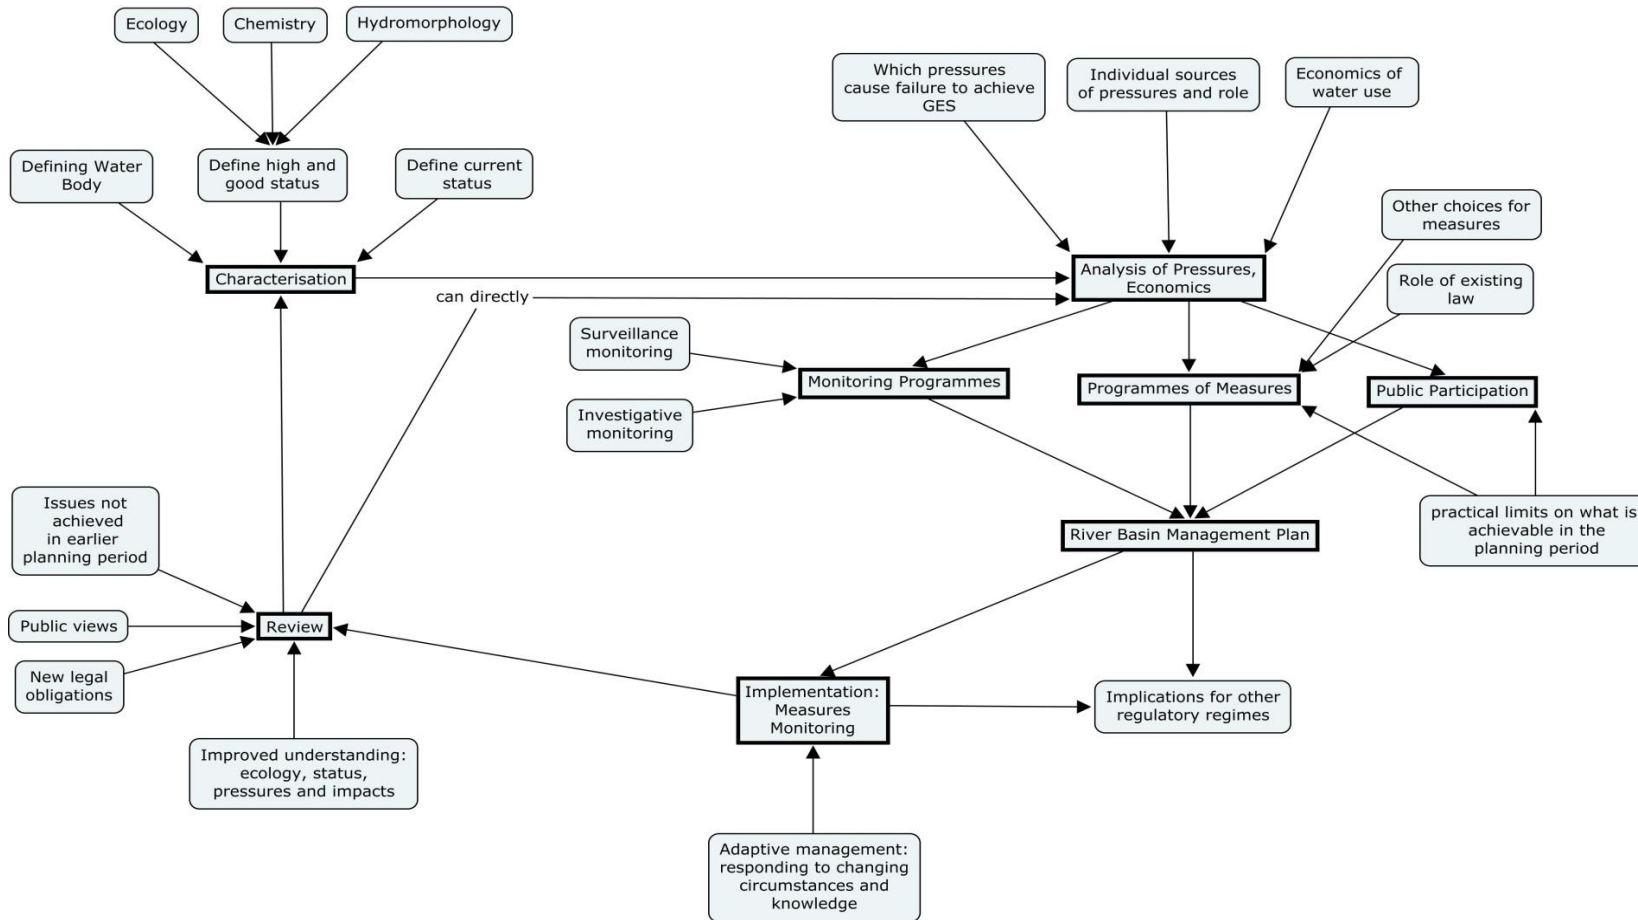 Ecology
Chemistry
Hydromorphology
Which pressures
cause failure to achieve
GES
Individual sources
of pressures and role
Economics of
water use
Defining Water
Body
Define high and
good status
Define current
status
Other choices for
measures
Characterisation
Analysis of Pressures,
Economics
Role of existing
law
can directly
Surveillance
monitoring
Monitoring Programmes
Programmes of Measures
Public Participation
Investigative
monitoring
Issues not
achieved
in earlier
planning period
River Basin Management Plan
practical limits on what is
achievable in the
planning period
Public views
Review
New legal
obligations
Implementation:
Measures
Monitoring
Implications for other
regulatory regimes
Improved understanding:
ecology, status,
pressures and impacts
Adaptive management:
responding to changing
circumstances and
knowledge